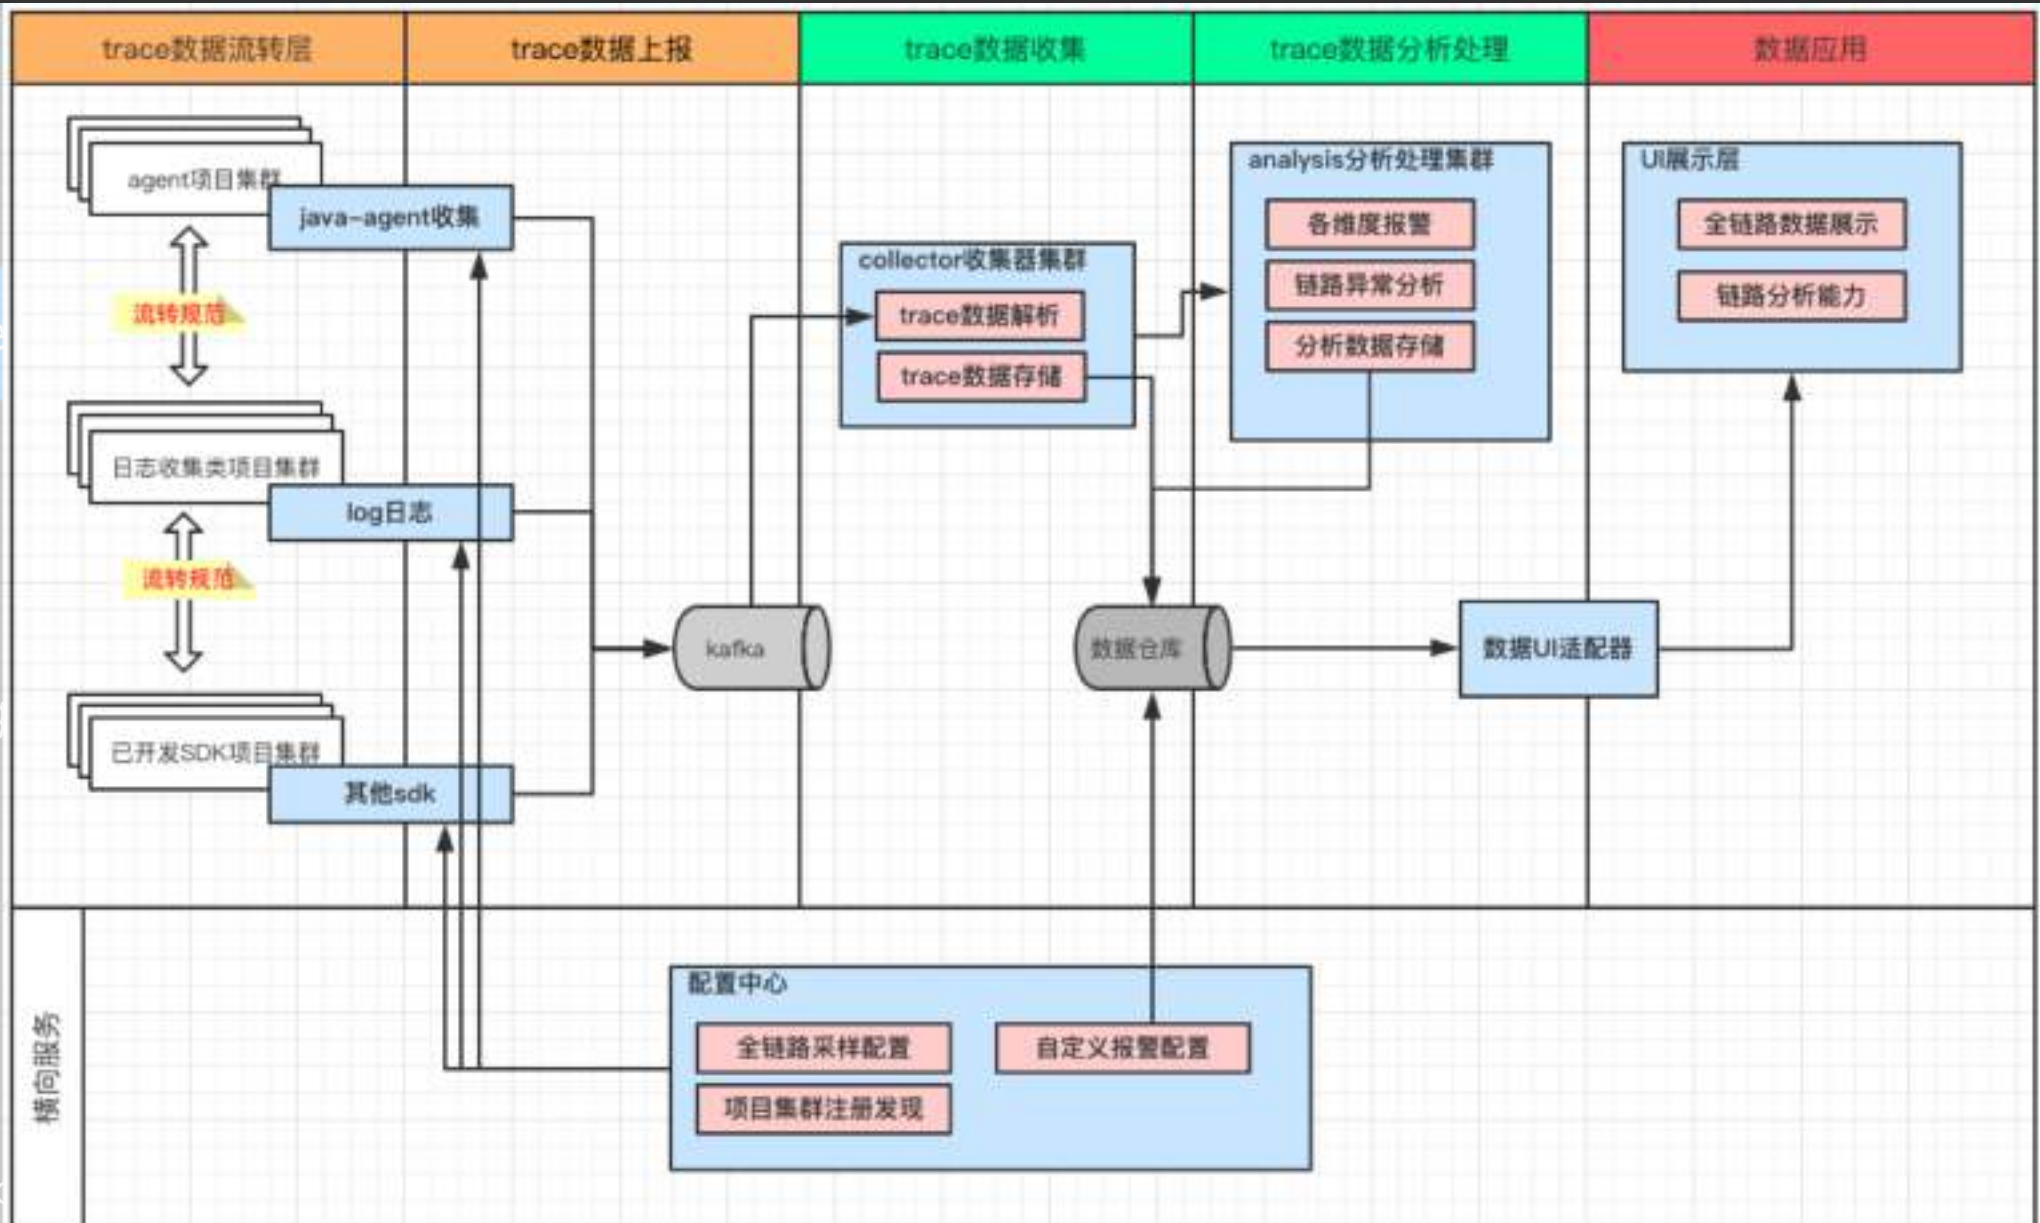 trace数据流转层
trace数据上报
trace数据收集
trace数据分析处理
数据应用
agent项目集群
java-agent收集
流转规范
日志收集类项目集群
log日志
流转规范
已开发SDK项目集群
其他sdk
kafka
collector收集器集群
trace数据解析
trace数据存储
数据仓库
analysis分析处理集群
各维度报警
链路异常分析
分析数据存储
数据UI适配器
UI展示层
全链路数据展示
链路分析能力
横向服务
配置中心
全链路采样配置
自定义报警配置
项目集群注册发现